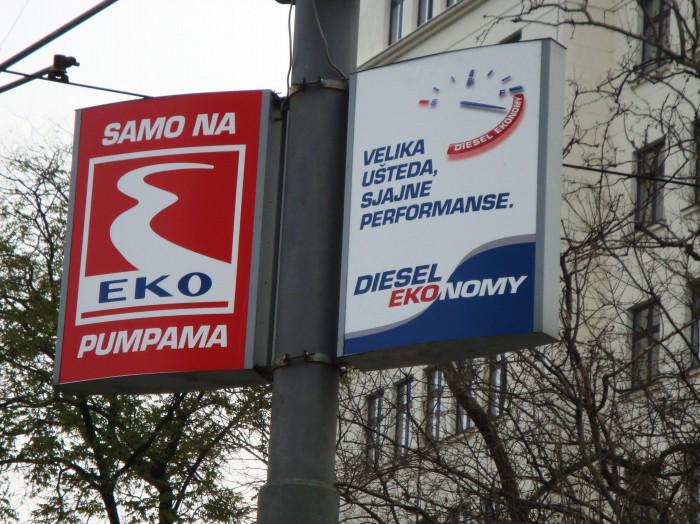 SAMO NA
EKO
PUMPAMA
DIESEL EKONOMY
VELIKA
UŠTEDA,
SJAJNE
PERFORMANSE.
DIESEL
EKONOMY